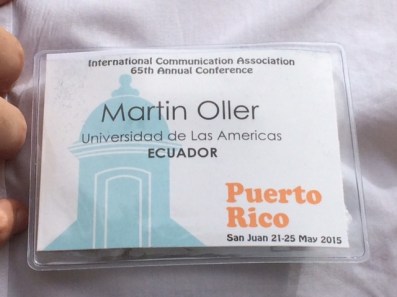 International Communication Association
65th Annual Conference
Martin Oller
Universidad de Las Americas
ECUADOR
Puerto
Rico
San Juan 21-25 May 2015